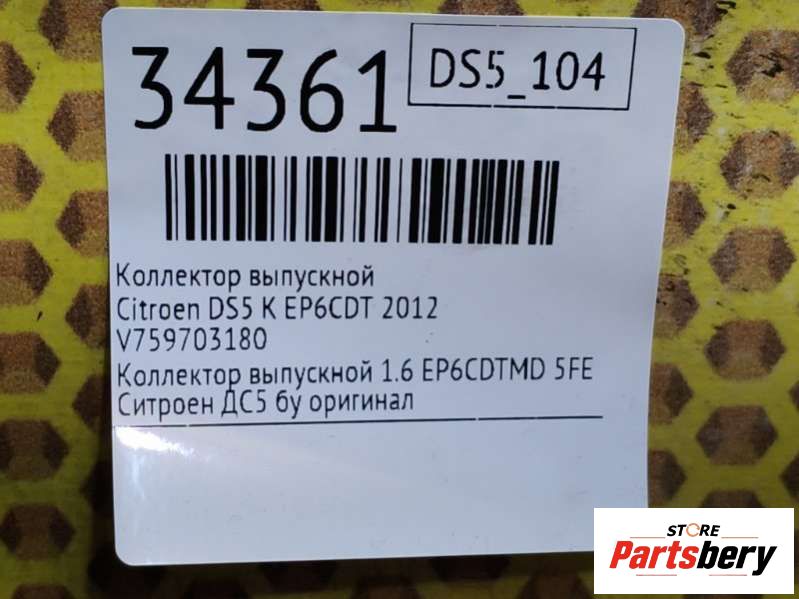 34361
DS5_104
Коллектор выпускной
Citroen DS5 K EP6CDT 2012
V759703180
Коллектор выпускной 1.6 EP6CDTMD 5FE
Ситроен ДС5 бу оригинал
STORE
Partsbery